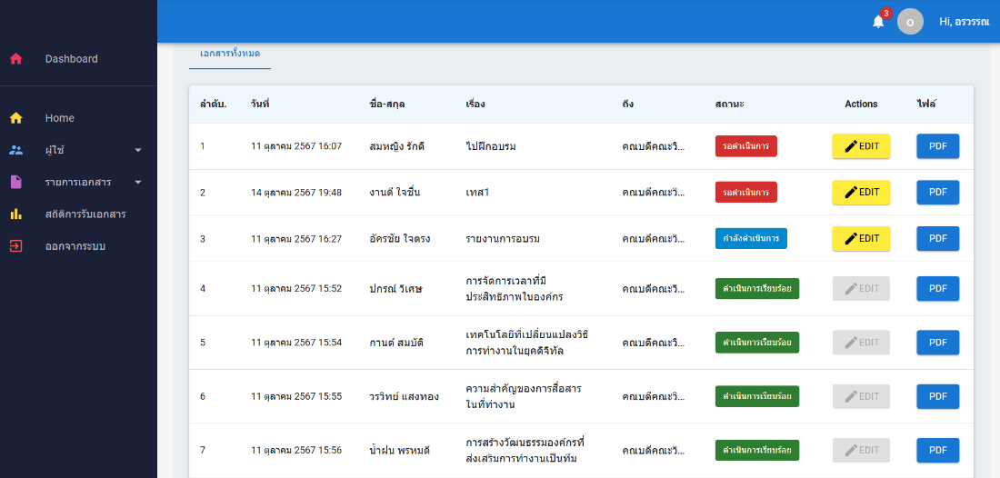 3
O
Hi, อรวรรณ
Dashboard
Home
ผู้ใช้
รายการเอกสาร
สถิติการรับเอกสาร
ออกจากระบบ
เอกสารทั้งหมด
ลำดับ. วันที่ ชื่อ-สกุล เรื่อง ถึง สถานะ Actions ไฟล์
1 11 ตุลาคม 2567 16:07 สมหญิง รักดี ไปฝึกอบรม คณบดีคณะวิ... รอดำเนินการ EDIT PDF
2 14 ตุลาคม 2567 19:48 งานดี ใจชื่น เทส1 คณบดีคณะวิ... รอดำเนินการ EDIT PDF
3 11 ตุลาคม 2567 16:27 อัครชัย ใจตรง รายงานการอบรม คณบดีคณะวิ... กำลังดำเนินการ EDIT PDF
4 11 ตุลาคม 2567 15:52 ปกรณ์ วิเศษ การจัดการเวลาที่มี
ประสิทธิภาพในองค์กร คณบดีคณะวิ... ดำเนินการเรียบร้อย EDIT PDF
5 11 ตุลาคม 2567 15:54 กานต์ สมบัติ เทคโนโลยีที่เปลี่ยนแปลงวิธี
การทำงานในยุคดิจิทัล คณบดีคณะวิ... ดำเนินการเรียบร้อย EDIT PDF
6 11 ตุลาคม 2567 15:55 วรวิทย์ แสงทอง ความสำคัญของการสื่อสาร
ในที่ทำงาน คณบดีคณะวิ... ดำเนินการเรียบร้อย EDIT PDF
7 11 ตุลาคม 2567 15:56 น้ำฝน พรหมดี การสร้างวัฒนธรรมองค์กรที่
ส่งเสริมการทำงานเป็นทีม คณบดีคณะวิ... ดำเนินการเรียบร้อย EDIT PDF